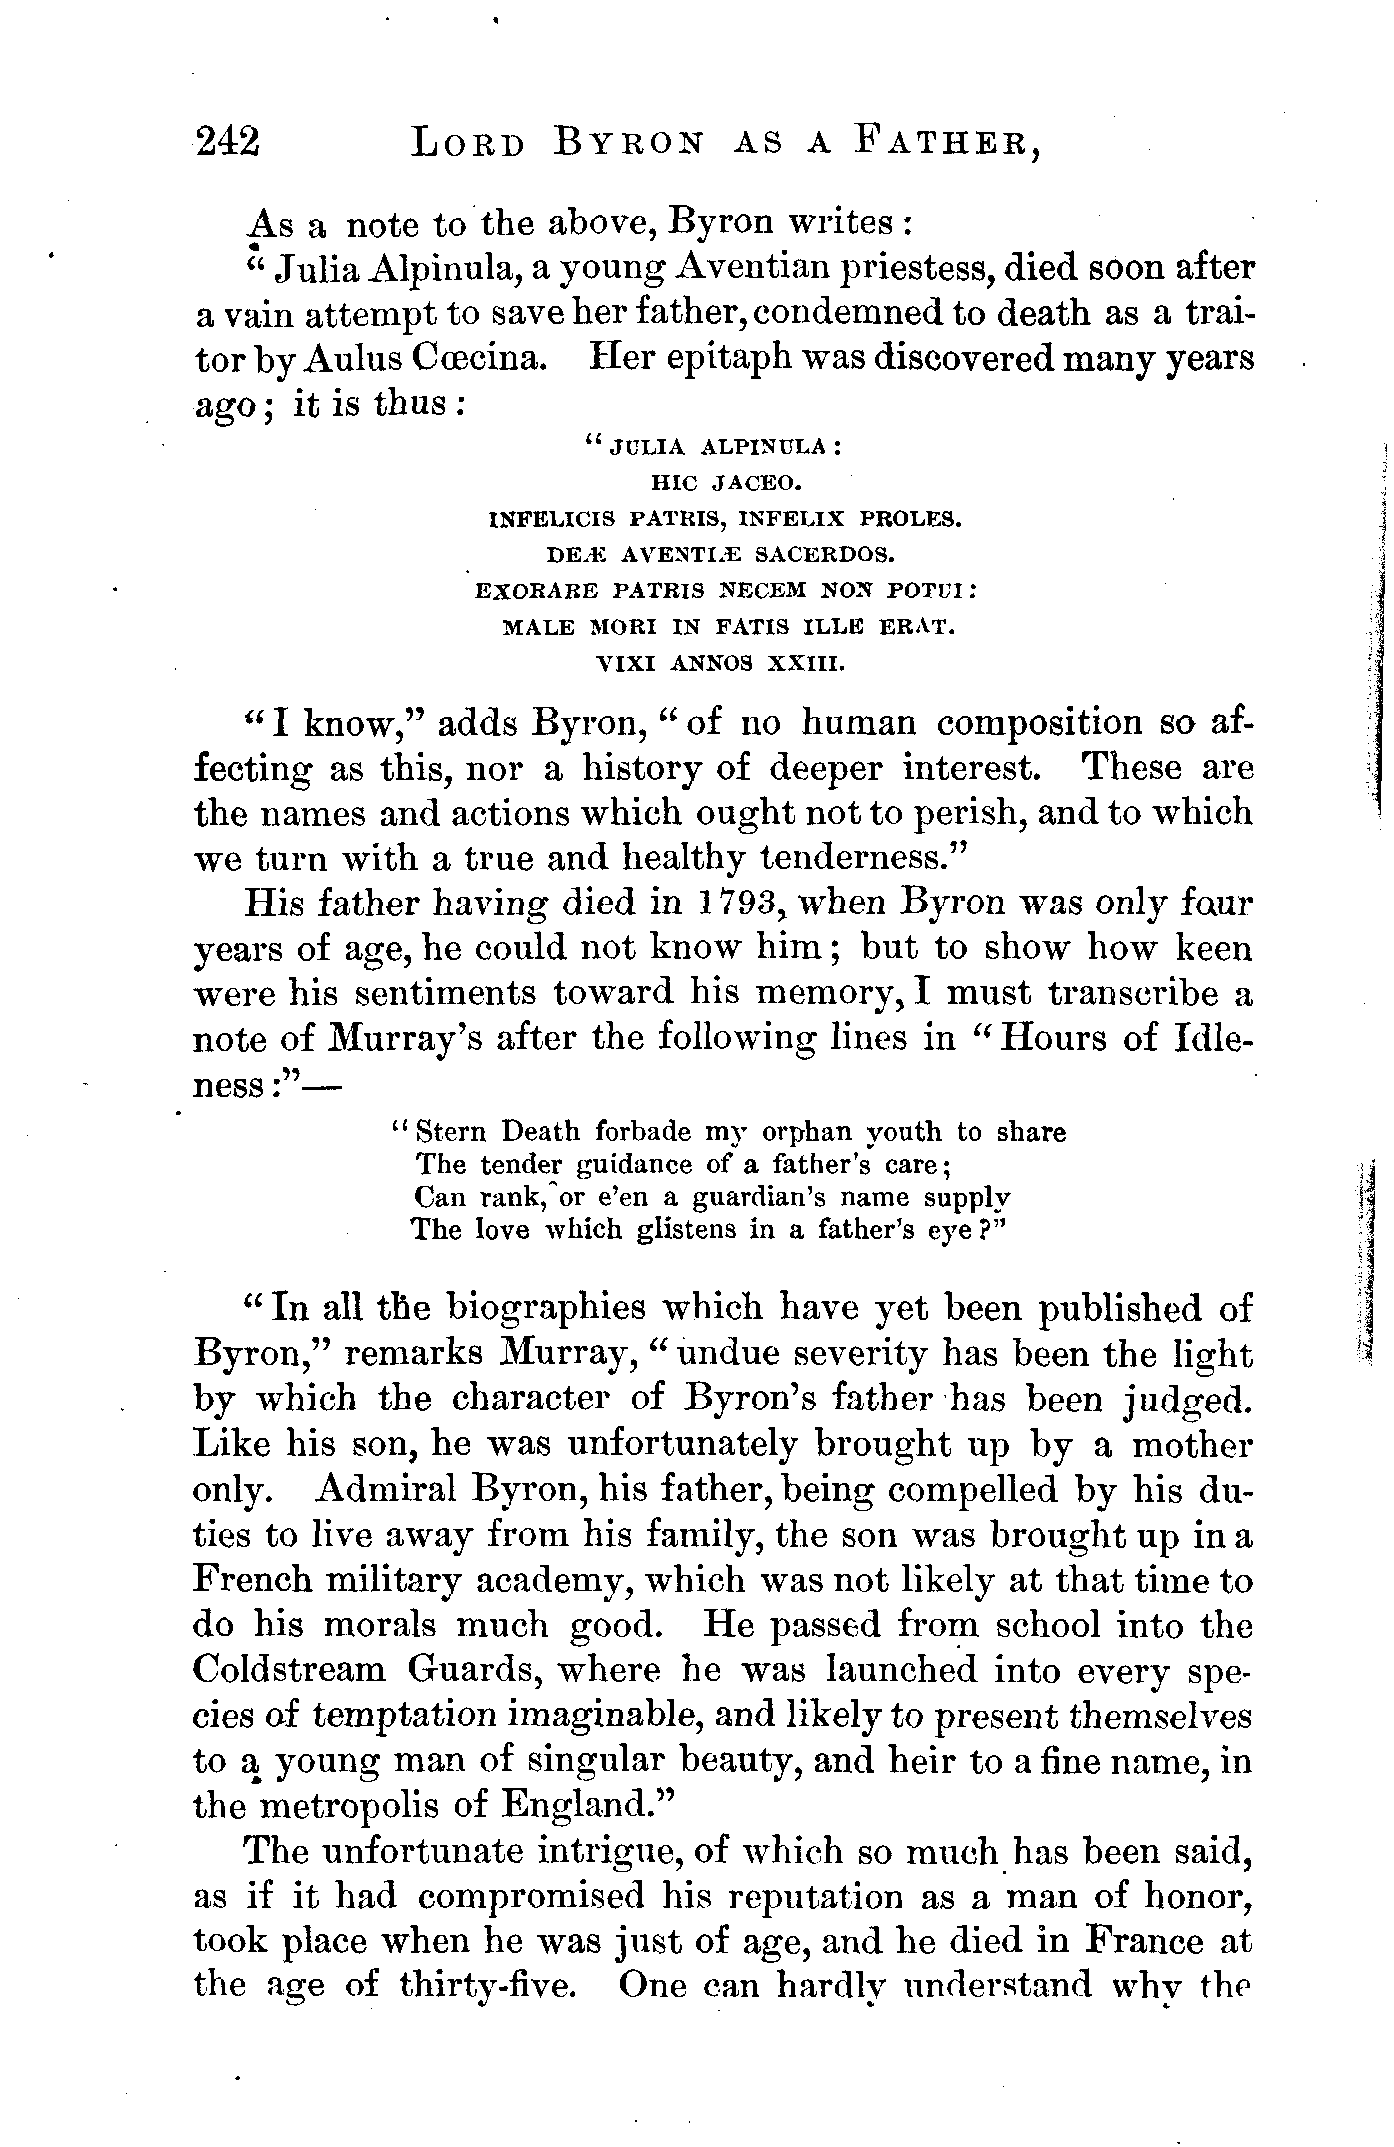 242 LORD BYRON AS A FATHER,
As a note to the above, Byron writes:
“Julia Alpinula, a young Aventian priestess, died soon after
a vain attempt to save her father, condemned to death as a trai-
tor by Aulus Cœcina. Her epitaph was discovered many years
ago; it is thus:
“JULIA ALPINULA:
HIC JACEO.
INFELICIS PATRIS, INFELIX PROLES.
DEÆ AVENTIÆ SACERDOS.
EXORARE PATRIS NECEM NON POTUI:
MALE MORI IN FATIS ILLE ERAT.
VIXI ANNOS XXIII.
“I know,” adds Byron, “of no human composition so af-
fecting as this, nor a history of deeper interest. These are
the names and actions which ought not to perish, and to which
we turn with a true and healthy tenderness.”
His father having died in 1793, when Byron was only four
years of age, he could not know him; but to show how keen
were his sentiments toward his memory, I must transcribe a
note of Murray’s after the following lines in “Hours of Idle-
ness:”—
“Stern Death forbade my orphan youth to share
The tender guidance of a father’s care;
Can rank, or e’en a guardian’s name supply
The love which glistens in a father’s eye?”
“In all the biographies which have yet been published of
Byron,” remarks Murray, “undue severity has been the light
by which the character of Byron’s father has been judged.
Like his son, he was unfortunately brought up by a mother
only. Admiral Byron, his father, being compelled by his du-
ties to live away from his family, the son was brought up in a
French military academy, which was not likely at that time to
do his morals much good. He passed from school into the
Coldstream Guards, where he was launched into every spe-
cies of temptation imaginable, and likely to present themselves
to a young man of singular beauty, and heir to a fine name, in
the metropolis of England.”
The unfortunate intrigue, of which so much has been said,
as if it had compromised his reputation as a man of honor,
took place when he was just of age, and he died in France at
the age of thirty-five. One can hardly understand why the